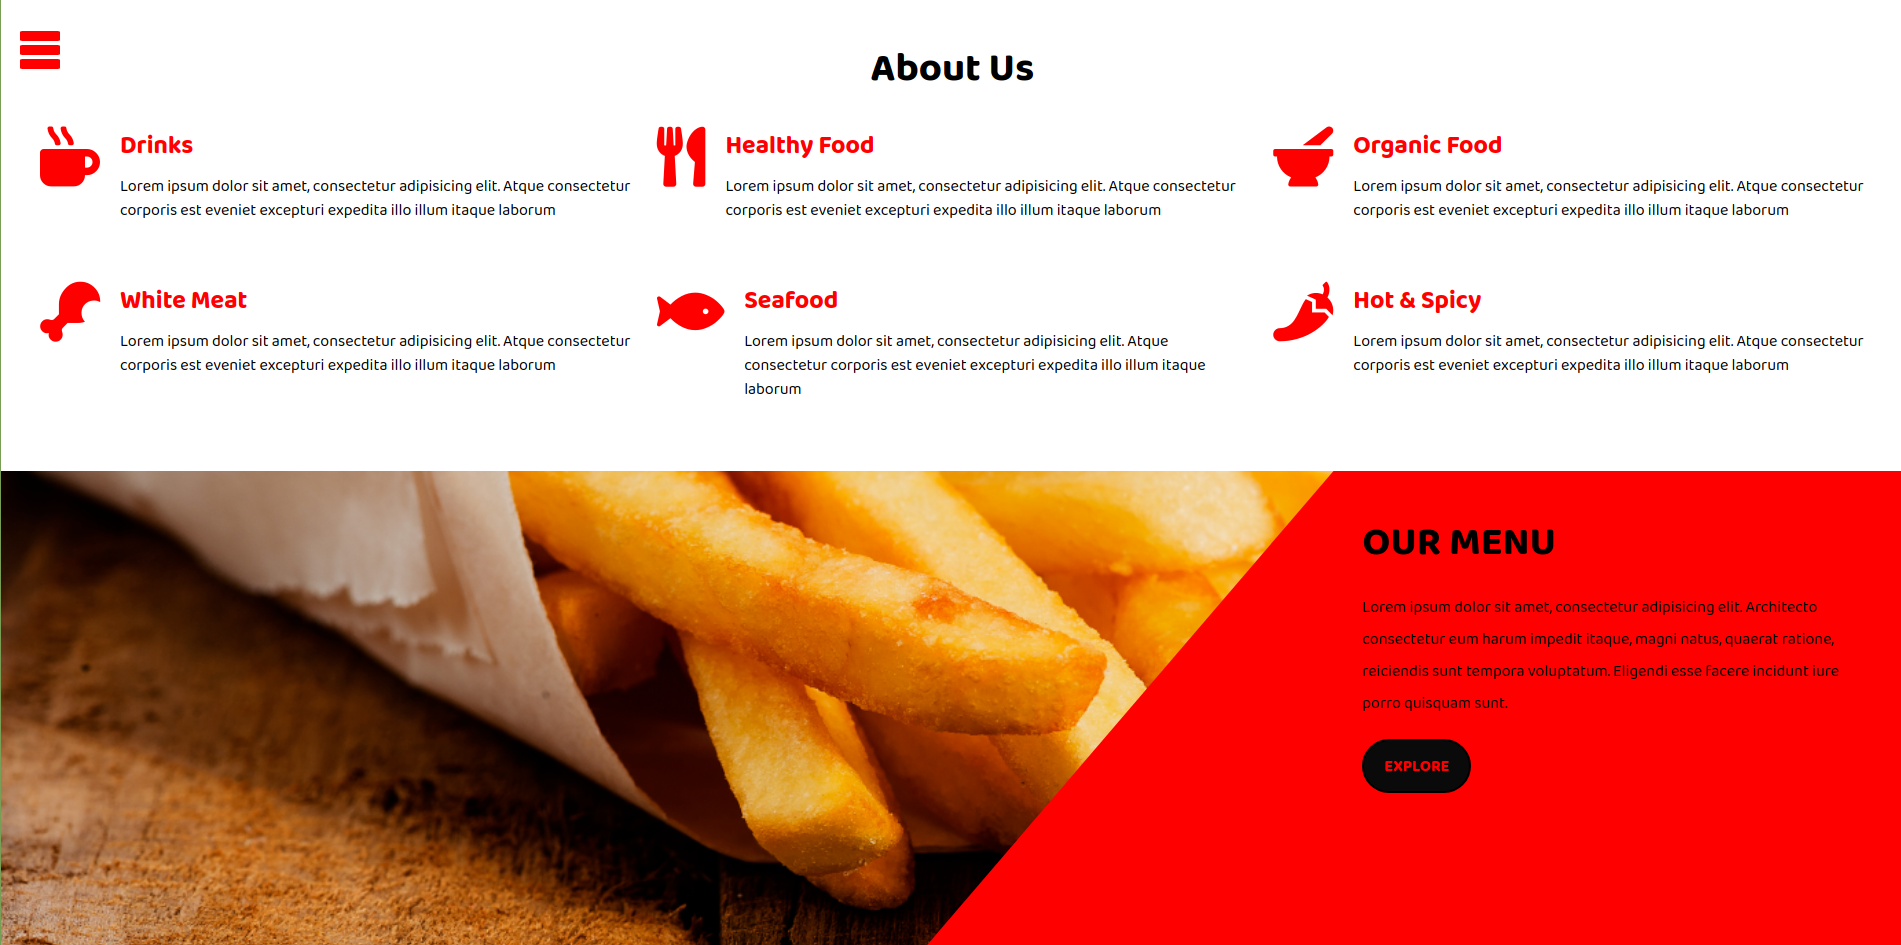 About Us
Drinks
Lorem ipsum dolor sit amet, consectetur adipisicing elit. Atque consectetur
corporis est eveniet excepturi expedita illo illum itaque laborum
Healthy Food
Lorem ipsum dolor sit amet, consectetur adipisicing elit. Atque consectetur
corporis est eveniet excepturi expedita illo illum itaque laborum
Organic Food
Lorem ipsum dolor sit amet, consectetur adipisicing elit. Atque consectetur
corporis est eveniet excepturi expedita illo illum itaque laborum
White Meat
Lorem ipsum dolor sit amet, consectetur adipisicing elit. Atque consectetur
corporis est eveniet excepturi expedita illo illum itaque laborum
Seafood
Lorem ipsum dolor sit amet, consectetur adipisicing elit. Atque
consectetur corporis est eveniet excepturi expedita illo illum itaque
laborum
Hot & Spicy
Lorem ipsum dolor sit amet, consectetur adipisicing elit. Atque consectetur
corporis est eveniet excepturi expedita illo illum itaque laborum
OUR MENU
Lorem ipsum dolor sit amet, consectetur adipisicing elit. Architecto
consectetur eum harum impedit itaque, magni natus, quaerat ratione,
reiciendis sunt tempora voluptatum. Eligendi esse facere incidunt iure
porro quisquam sunt.
EXPLORE